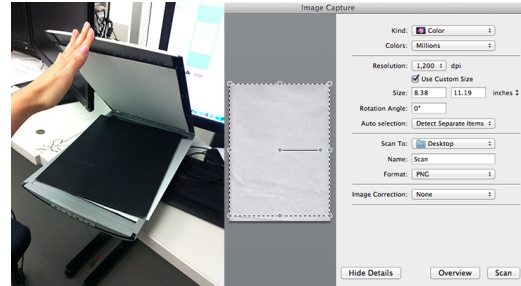 Image Capture
Kind: Color
Colors: Millions
Resolution: 1,200 dpi
Use Custom Size
Size: 8.38 11.19 inches
Rotation Angle: 0°
Auto selection: Detect Separate Items
Scan To: Desktop
Name: Scan
Format: PNG
Image Correction: None
Hide Details Overview Scan